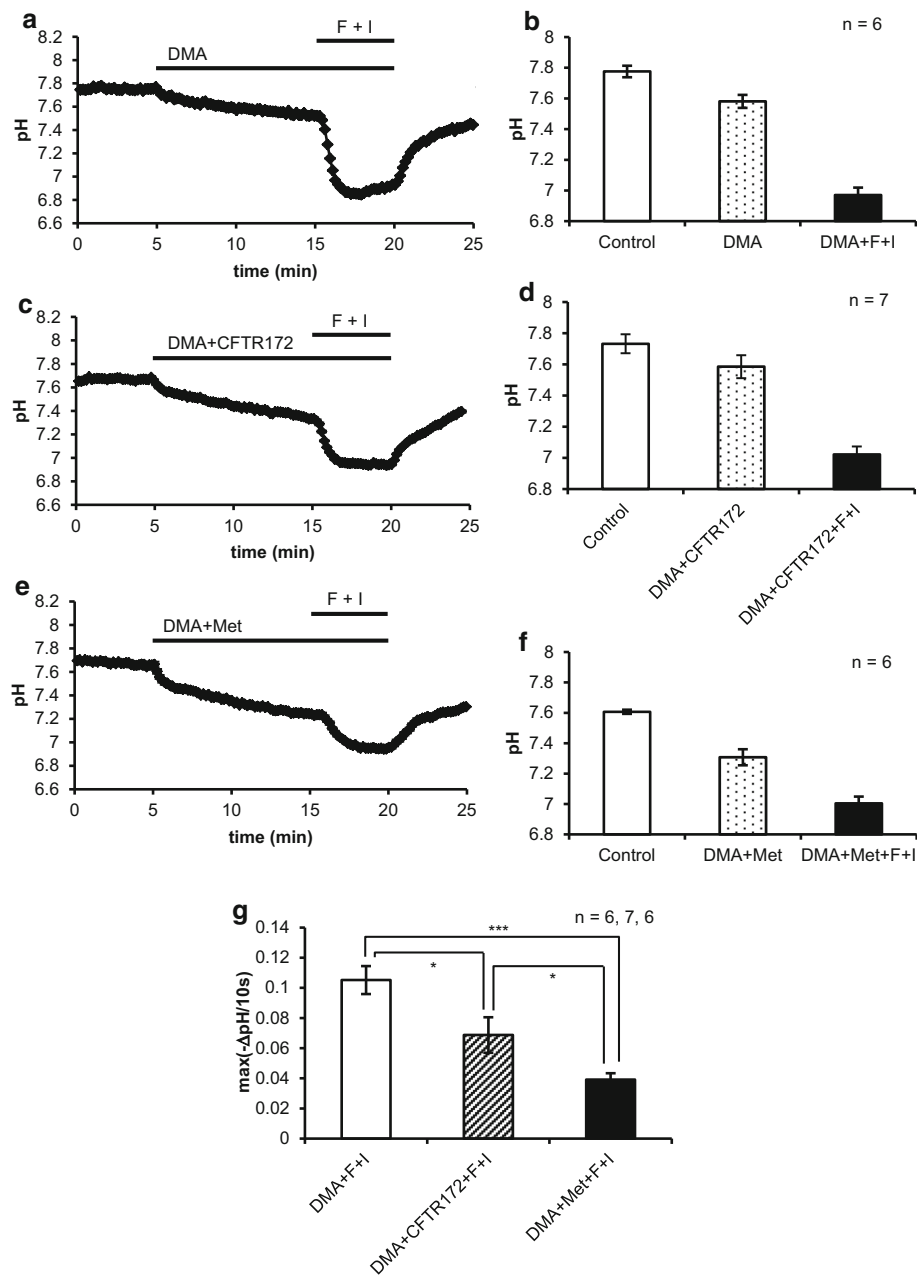 a
F + I
DMA
pH
8.2
8
7.8
7.6
7.4
7.2
7
6.8
6.6
0 5 10 15 20 25
time (min)
b
n = 6
pH
8
7.8
7.6
7.4
7.2
7
6.8
Control DMA DMA+F+I
c
F + I
DMA+CFTR172
pH
8.2
8
7.8
7.6
7.4
7.2
7
6.8
6.6
0 5 10 15 20 25
time (min)
d
n = 7
pH
8
7.8
7.6
7.4
7.2
7
6.8
Control
DMA+CFTR172
DMA+CFTR172+F+I
e
F + I
DMA+Met
pH
8.2
8
7.8
7.6
7.4
7.2
7
6.8
6.6
0 5 10 15 20 25
time (min)
f
n = 6
pH
8
7.8
7.6
7.4
7.2
7
6.8
Control DMA+Met DMA+Met+F+I
g
n = 6, 7, 6
***
*
*
max(-ΔpH/10s)
0.14
0.12
0.1
0.08
0.06
0.04
0.02
0
DMA+F+I
DMA+CFTR172+F+I
DMA+Met+F+I